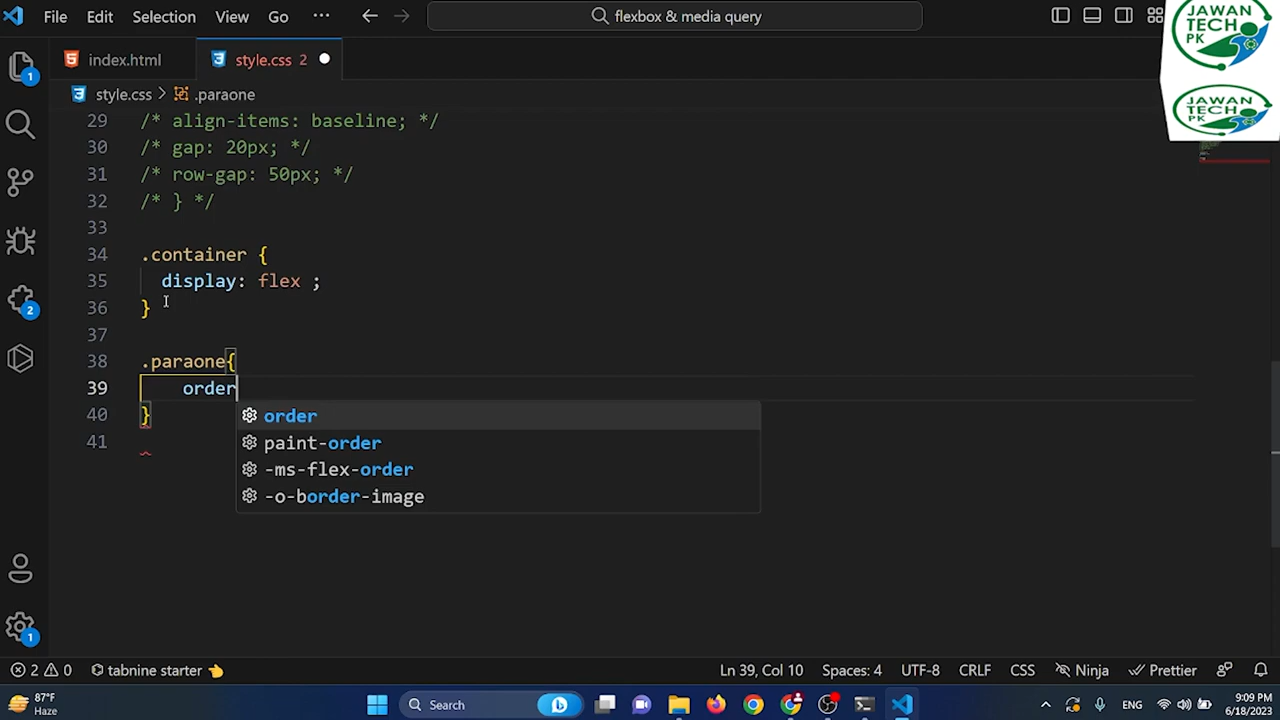 File Edit Selection View Go ··· flexbox & media query
JAWAN
TECH
PK
JAWAN
TECH
PK
index.html style.css 2
style.css > .paraone
29 /* align-items: baseline; */
30 /* gap: 20px; */
31 /* row-gap: 50px; */
32 /* } */
33
34 .container {
35 display: flex ;
36 }
37
38 .paraone{
39 order
40 }
41
order
paint-order
-ms-flex-order
-o-border-image
1
2
1
2 0 tabnine starter Ln 39, Col 10 Spaces: 4 UTF-8 CRLF CSS Ninja Prettier
87°F
Haze
Search
ENG
9:09 PM
6/18/2023